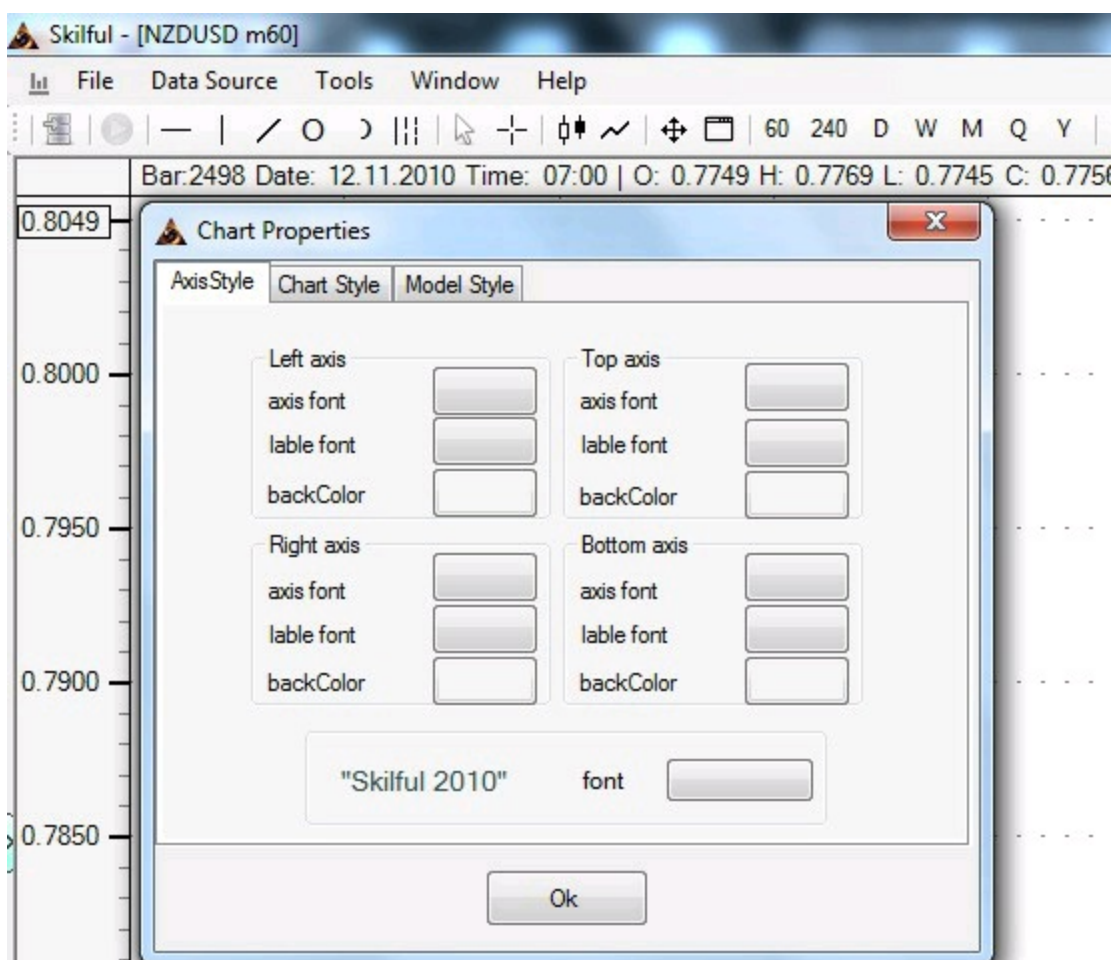 Skilful - [NZDUSD m60]
File Data Source Tools Window Help
60 240 D W M Q Y
Bar:2498 Date: 12.11.2010 Time: 07:00 | O: 0.7749 H: 0.7769 L: 0.7745 C: 0.7756
0.8049
Chart Properties
AxisStyle Chart Style Model Style
Left axis Top axis
axis font axis font
0.8000
lable font lable font
backColor backColor
0.7950
Right axis Bottom axis
axis font axis font
lable font lable font
0.7900
backColor backColor
"Skilful 2010" font
0.7850
Ok